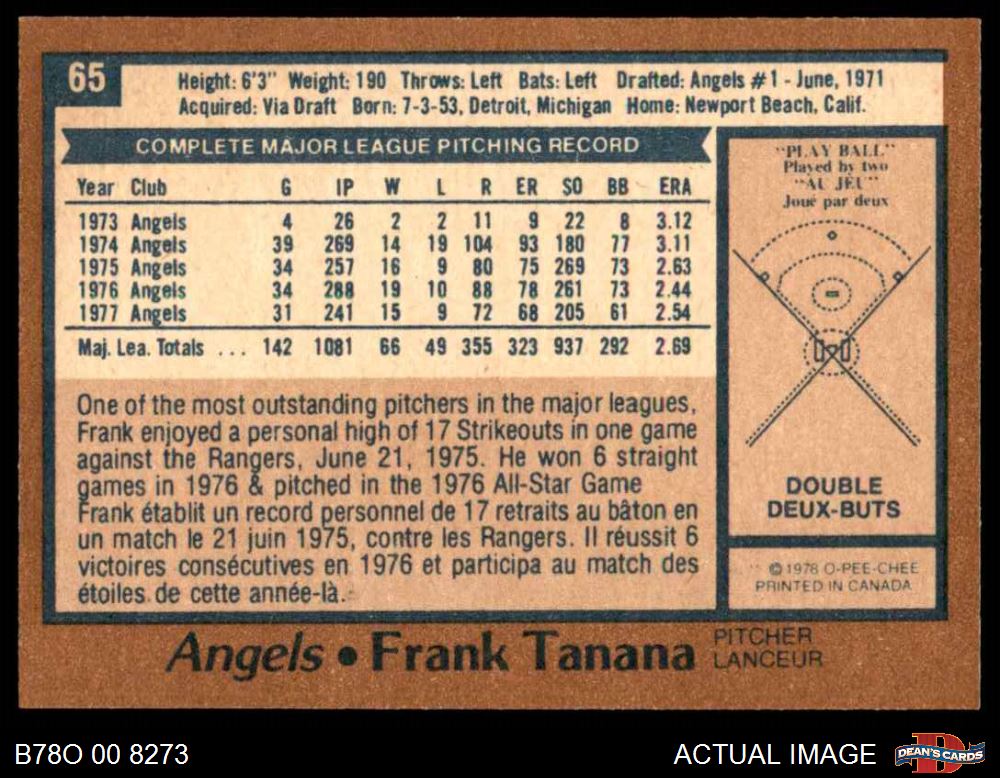 65
Height: 6'3" Weight: 190 Throws: Left Bats: Left Drafted: Angels #1 - June, 1971
Acquired: Via Draft Born: 7-3-53, Detroit, Michigan Home: Newport Beach, Calif.
COMPLETE MAJOR LEAGUE PITCHING RECORD
Year Club G IP W L R ER SO BB ERA
1973 Angels 4 26 2 2 11 9 22 8 3.12
1974 Angels 39 269 14 19 104 93 180 77 3.11
1975 Angels 34 257 16 9 80 75 269 73 2.63
1976 Angels 34 288 19 10 88 78 261 73 2.44
1977 Angels 31 241 15 9 72 68 205 61 2.54
Maj. Lea. Totals ... 142 1081 66 49 355 323 937 292 2.69
One of the most outstanding pitchers in the major leagues,
Frank enjoyed a personal high of 17 Strikeouts in one game
against the Rangers, June 21, 1975. He won 6 straight
games in 1976 & pitched in the 1976 All-Star Game
Frank établit un record personnel de 17 retraits au bâton en
un match le 21 juin 1975, contre les Rangers. Il réussit 6
victoires consécutives en 1976 et participa au match des
étoiles de cette année-là.
"PLAY BALL"
Played by two
"AU JEU"
Joué par deux
DOUBLE
DEUX-BUTS
© 1978 O-PEE-CHEE
PRINTED IN CANADA
Angels • Frank Tanana PITCHER
LANCEUR
B78O 00 8273
ACTUAL IMAGE
DEAN'S CARDS